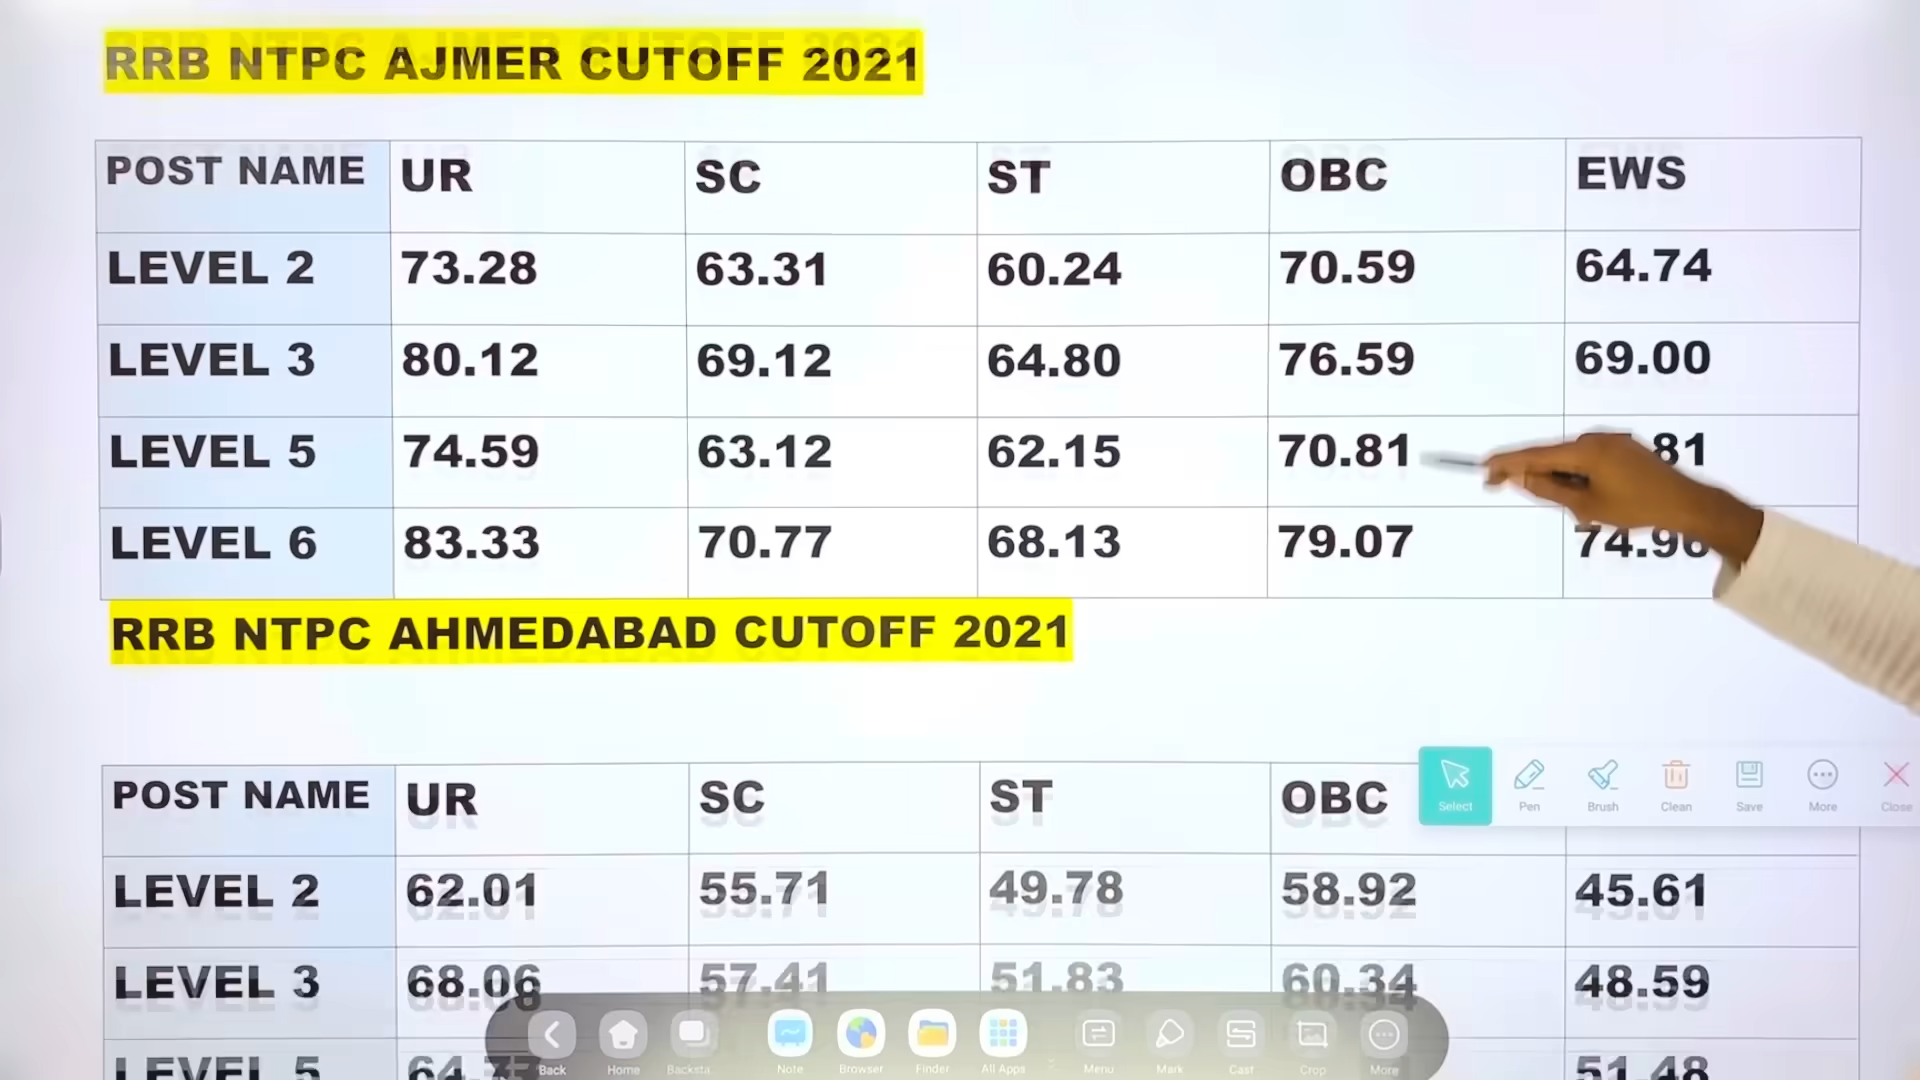 RRB NTPC AJMER CUTOFF 2021
POST NAME UR SC ST OBC EWS
LEVEL 2 73.28 63.31 60.24 70.59 64.74
LEVEL 3 80.12 69.12 64.80 76.59 69.00
LEVEL 5 74.59 63.12 62.15 70.81 .81
LEVEL 6 83.33 70.77 68.13 79.07
RRB NTPC AHMEDABAD CUTOFF 2021
POST NAME UR SC ST OBC
Select Pen Brush Clean Save More Close
LEVEL 2 62.01 55.71 49.78 58.92 45.61
LEVEL 3 68.06 57.41 51.83 60.34 48.59
LEVEL 5 51.48
Back Home Backsta Note Browser Finder All Apps Menu Mark Cast Crop More